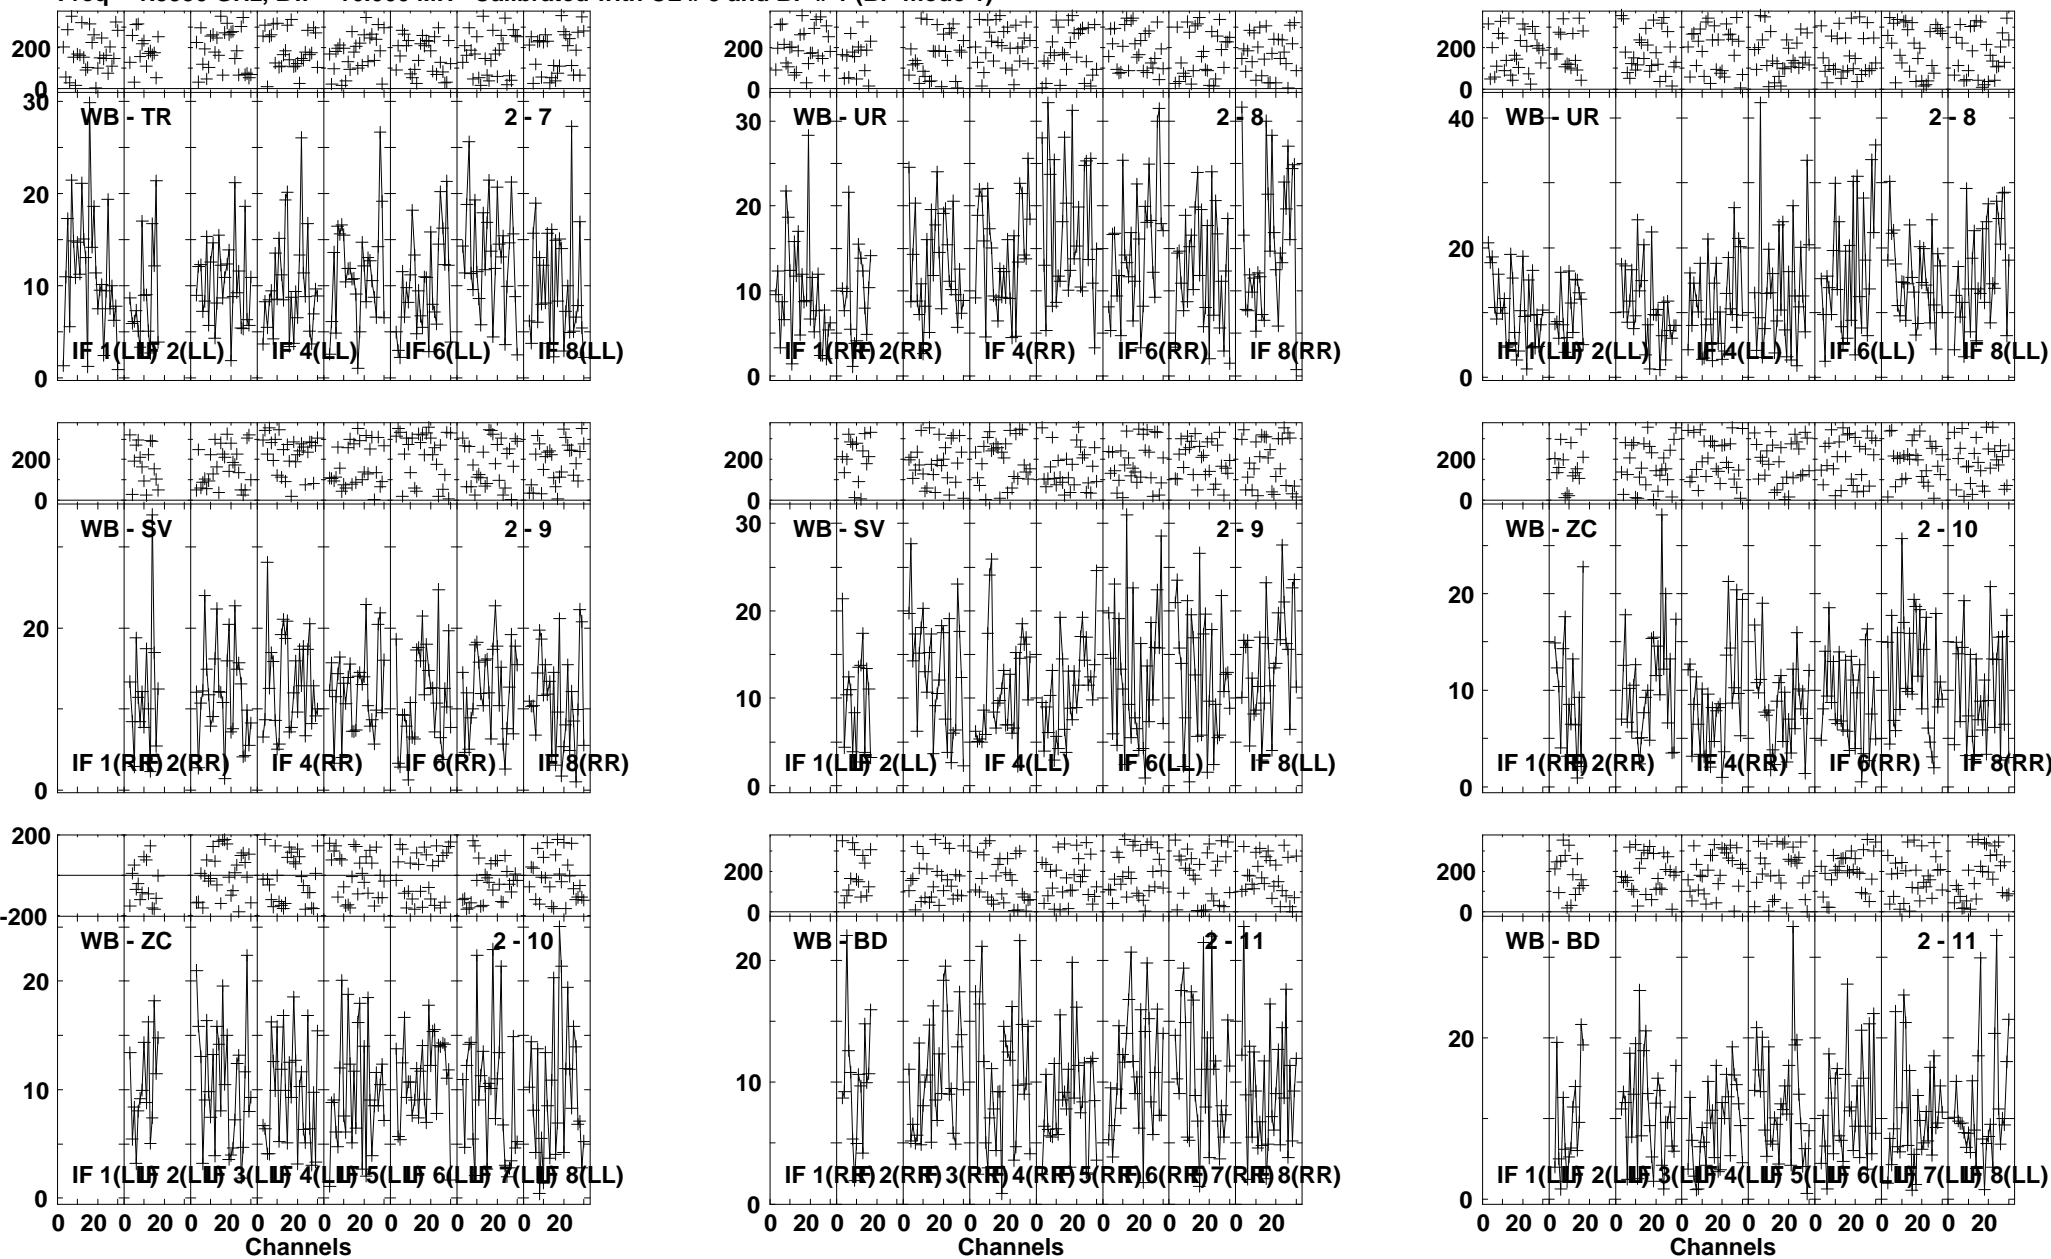 200
0
30
20
10
0
WB - TR
2 - 7
IF 1(LL) IF 2(LL) IF 4(LL) IF 6(LL) IF 8(LL)
200
0
30
20
10
0
WB - UR
2 - 8
IF 1(RR) IF 2(RR) IF 4(RR) IF 6(RR) IF 8(RR)
200
0
40
20
0
WB - UR
2 - 8
IF 1(LL) IF 2(LL) IF 4(LL) IF 6(LL) IF 8(LL)
200
0
20
0
WB - SV
2 - 9
IF 1(RR) IF 2(RR) IF 4(RR) IF 6(RR) IF 8(RR)
200
0
30
20
10
0
WB - SV
2 - 9
IF 1(LL) IF 2(LL) IF 4(LL) IF 6(LL) IF 8(LL)
200
0
20
10
0
WB - ZC
2 - 10
IF 1(RR) IF 2(RR) IF 4(RR) IF 6(RR) IF 8(RR)
200
-200
20
10
0
WB - ZC
2 - 10
IF 1(LL) IF 2(LL) IF 3(LL) IF 4(LL) IF 5(LL) IF 6(LL) IF 7(LL) IF 8(LL)
0 20 0 20 0 20 0 20 0 20 0 20 0 20 0 20
Channels
200
0
20
10
0
WB - BD
2 - 11
IF 1(RR) IF 2(RR) IF 3(RR) IF 4(RR) IF 5(RR) IF 6(RR) IF 7(RR) IF 8(RR)
0 20 0 20 0 20 0 20 0 20 0 20 0 20 0 20
Channels
200
0
20
0
WB - BD
2 - 11
IF 1(LL) IF 2(LL) IF 3(LL) IF 4(LL) IF 5(LL) IF 6(LL) IF 7(LL) IF 8(LL)
0 20 0 20 0 20 0 20 0 20 0 20 0 20 0 20
Channels